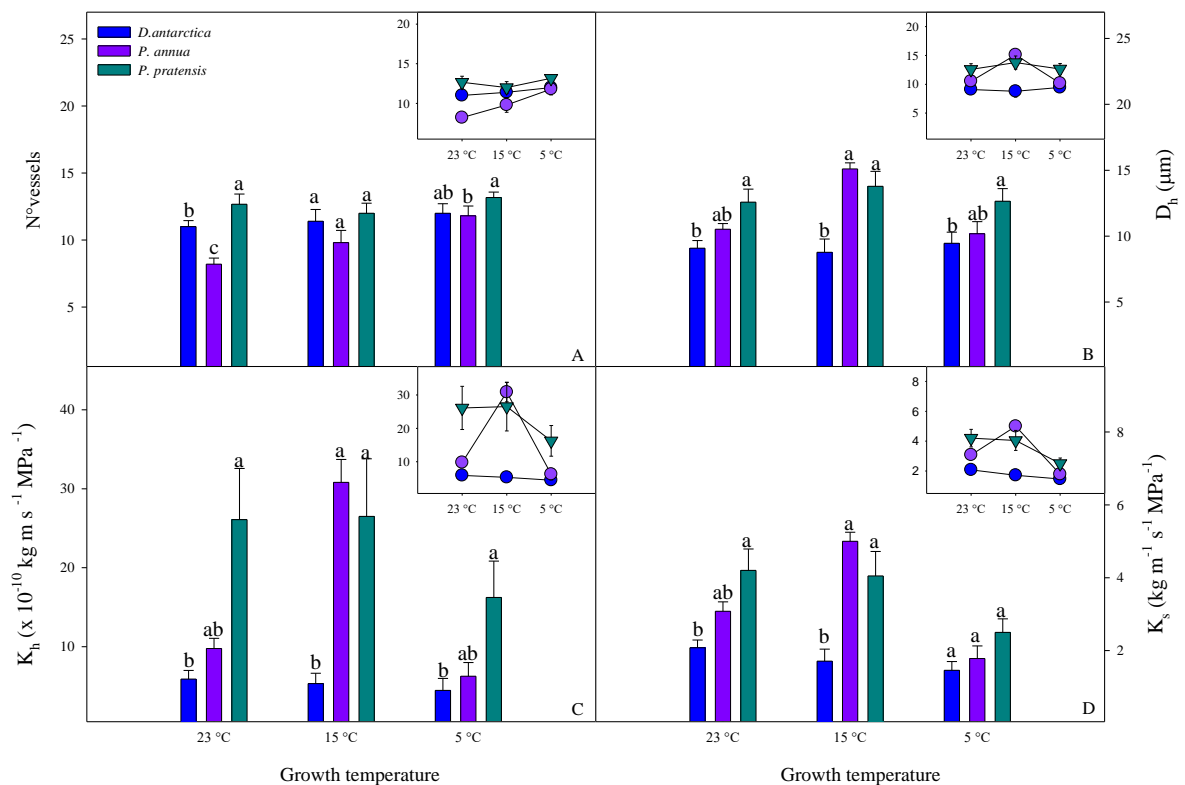 D.antarctica
P. annua
P. pratensis
N°vessels
25
20
15
10
5
b
c
a
a
a
a
ab
b
a
A
20
15
10
23 °C
15 °C
5 °C
D_h (µm)
25
20
15
10
5
b
ab
a
b
a
a
b
ab
a
B
20
15
10
5
23 °C
15 °C
5 °C
K_h (x 10^-10 kg m s^-1 MPa^-1)
40
30
20
10
b
ab
a
b
a
a
b
ab
a
C
30
20
10
23 °C
15 °C
5 °C
23 °C
15 °C
5 °C
Growth temperature
K_s (kg m^-1 s^-1 MPa^-1)
8
6
4
2
b
ab
a
b
a
a
a
a
a
D
8
6
4
2
23 °C
15 °C
5 °C
23 °C
15 °C
5 °C
Growth temperature